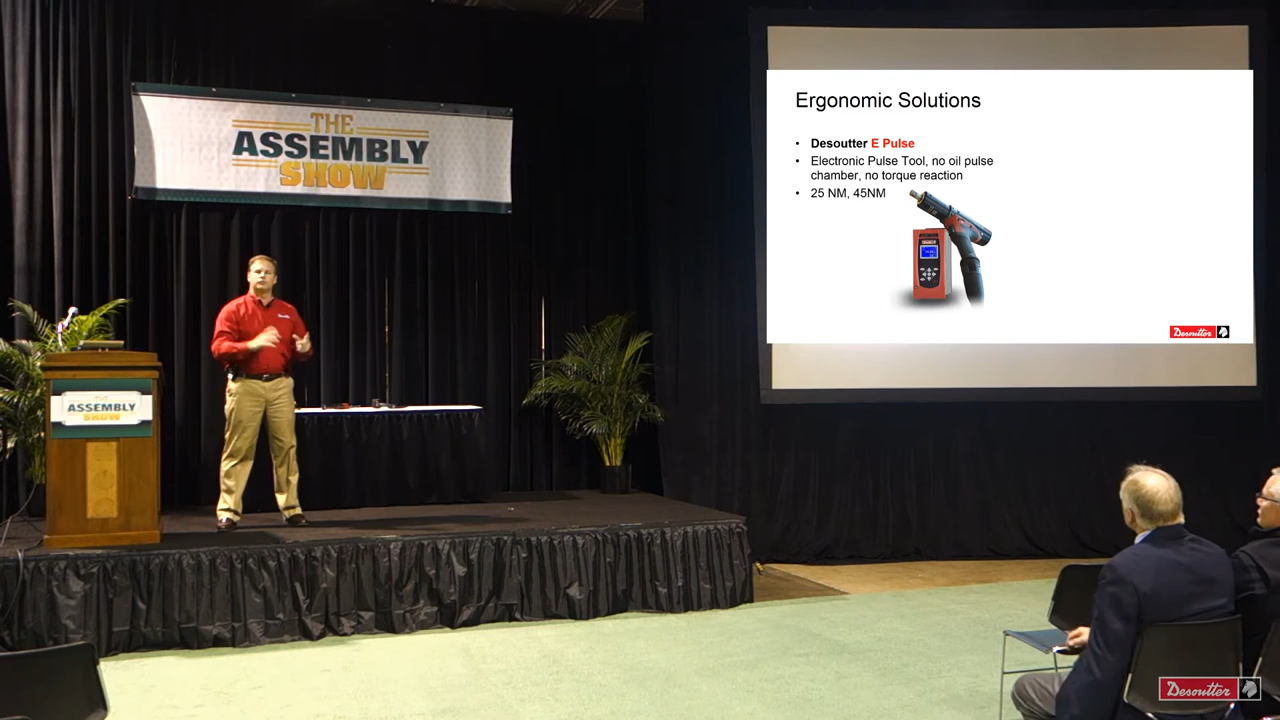 THE
ASSEMBLY
SHOW
Ergonomic Solutions
• Desoutter E Pulse
• Electronic Pulse Tool, no oil pulse
chamber, no torque reaction
• 25 NM, 45NM
Desoutter
THE
ASSEMBLY
SHOW
Desoutter